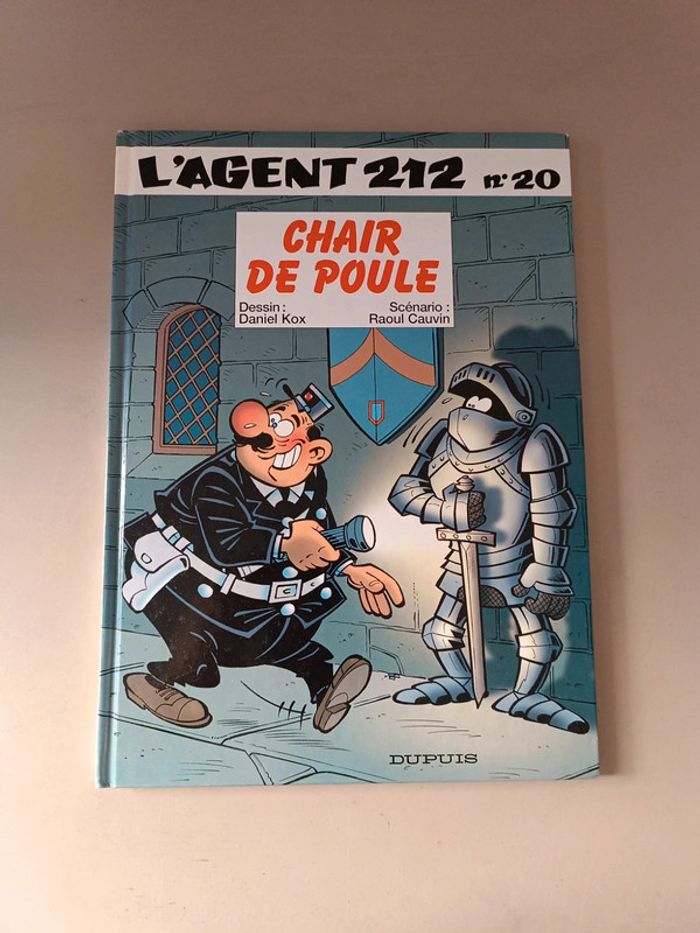 L'AGENT 212 n° 20
CHAIR
DE POULE
Dessin : Scénario :
Daniel Kox Raoul Cauvin
DUPUIS